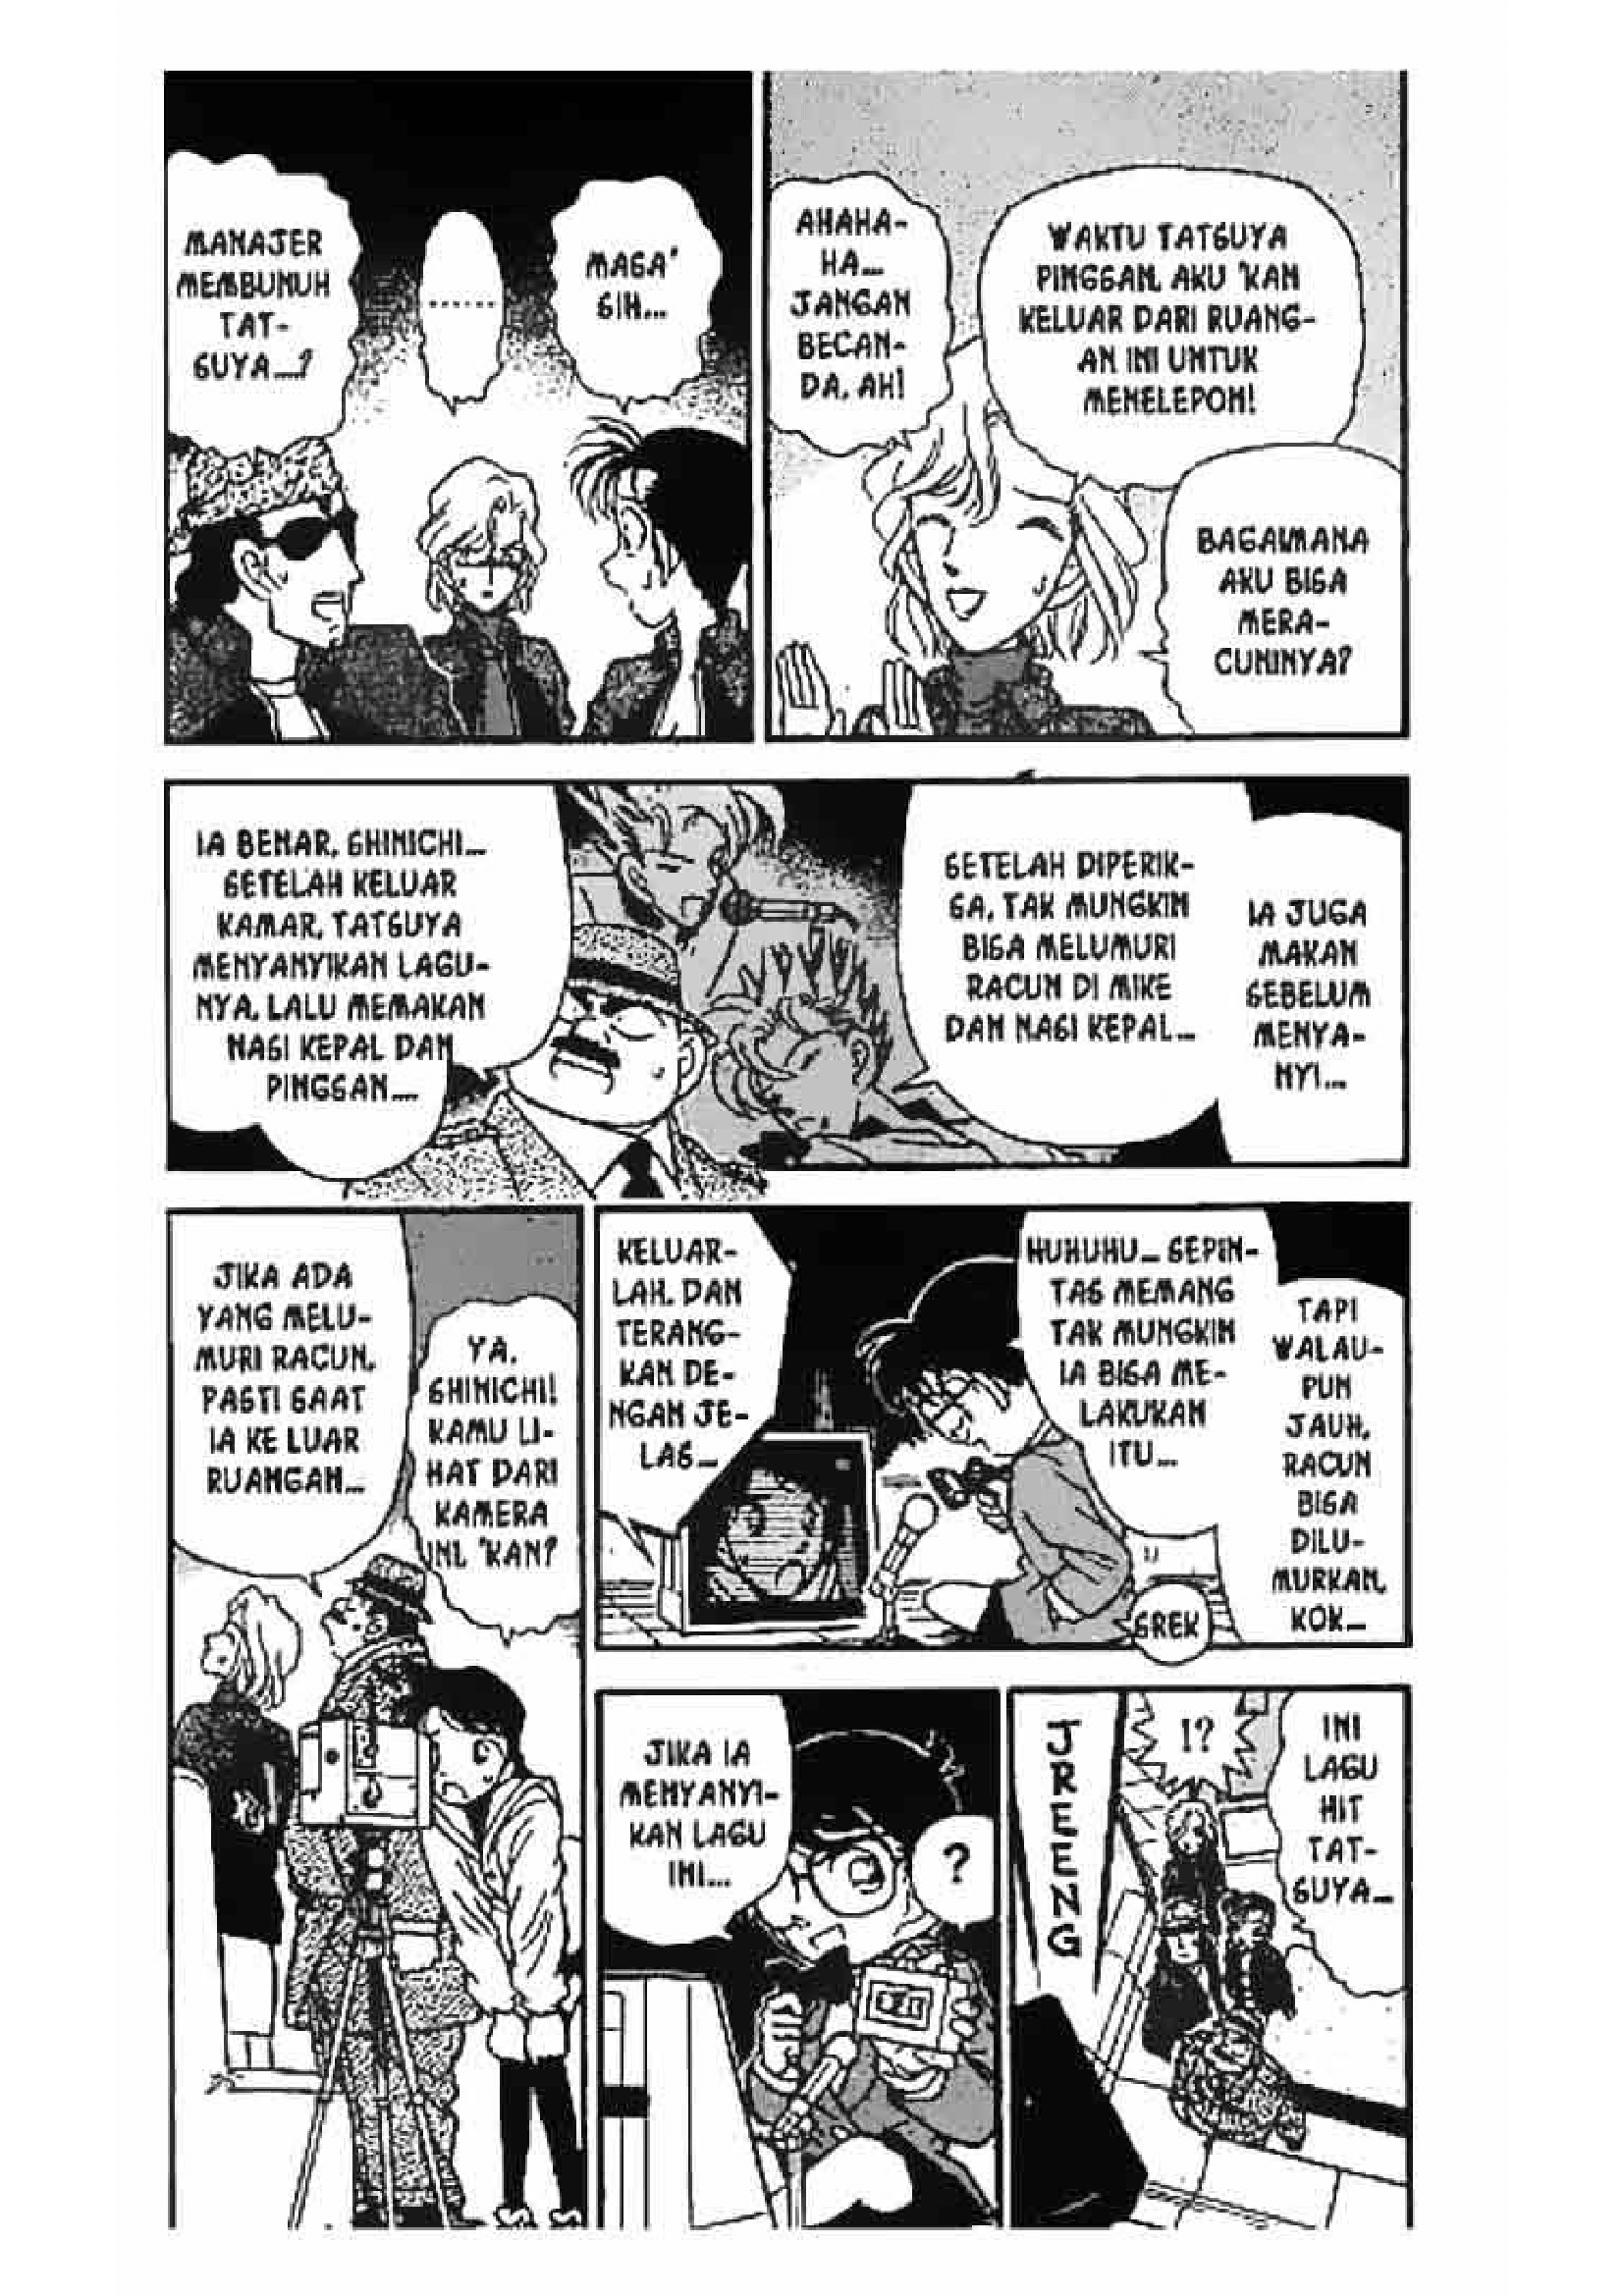 MANAJER
MEMBUNUH
TAT-
SUYA....?
......
MASA'
SIH...
AHAHA-
HA...
JANGAN
BECAN-
DA, AH!
WAKTU TATSUYA
PINGSAN, AKU 'KAN
KELUAR DARI RUANG-
AN INI UNTUK
MENELEPON!
BAGAIMANA
AKU BISA
MERA-
CUNINYA?
IA BENAR, SHINICHI...
SETELAH KELUAR
KAMAR, TATSUYA
MENYANYIKAN LAGU-
NYA, LALU MEMAKAN
NASI KEPAL DAN
PINGSAN....
SETELAH DIPERIK-
SA, TAK MUNGKIN
BISA MELUMURI
RACUN DI MIKE
DAN NASI KEPAL...
IA JUGA
MAKAN
SEBELUM
MENYA-
NYI...
JIKA ADA
YANG MELU-
MURI RACUN,
PASTI SAAT
IA KE LUAR
RUANGAN...
YA,
SHINICHI!
KAMU LI-
HAT DARI
KAMERA
INI, 'KAN?
KELUAR-
LAH, DAN
TERANG-
KAN DE-
NGAN JE-
LAS...
HUHUHU... SEPIN-
TAS MEMANG
TAK MUNGKIN
IA BISA ME-
LAKUKAN
ITU...
TAPI
WALAU-
PUN
JAUH,
RACUN
BISA
DILU-
MURKAN,
KOK...
GREK
JIKA IA
MENYANYI-
KAN LAGU
INI...
?
JREENG
!?
INI
LAGU
HIT
TAT-
SUYA...